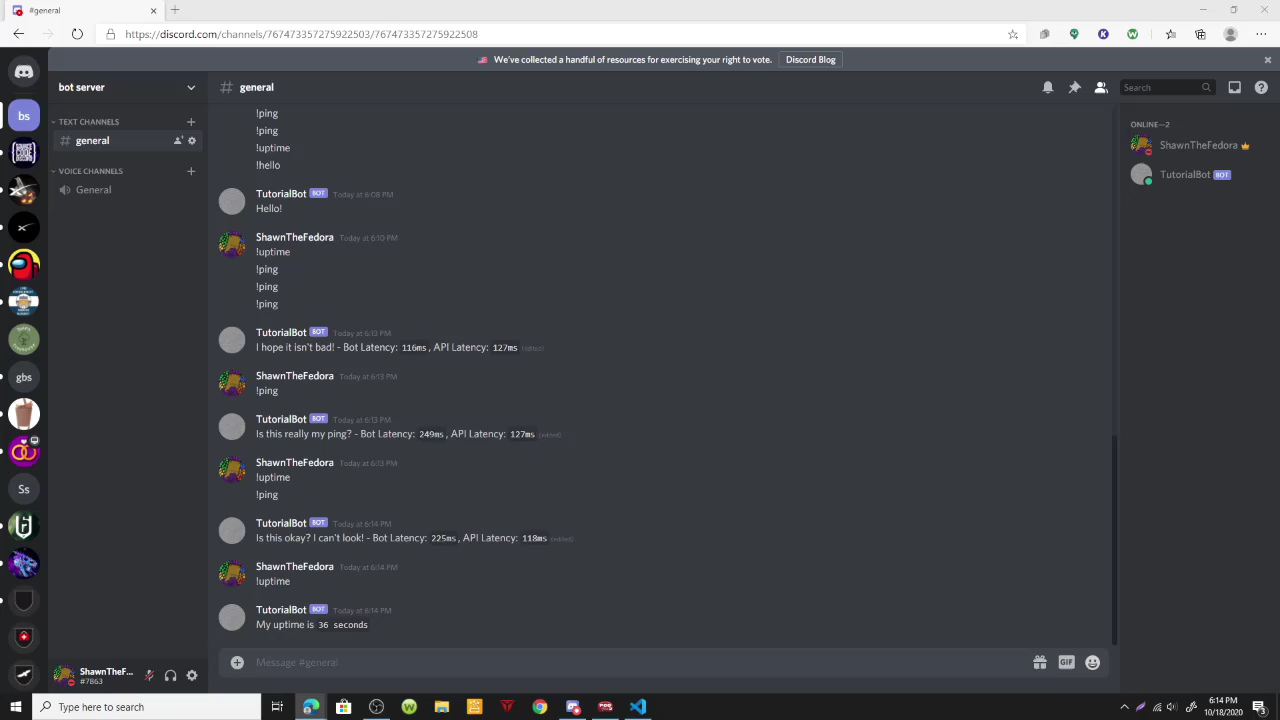 #general
https://discord.com/channels/767473357275922503/767473357275922508
We've collected a handful of resources for exercising your right to vote.
Discord Blog
bot server
# general
Search
TEXT CHANNELS
# general
VOICE CHANNELS
General
bs
gbs
Ss
!ping
!ping
!uptime
!hello
TutorialBot BOT Today at 6:08 PM
Hello!
ShawnTheFedora Today at 6:10 PM
!uptime
!ping
!ping
!ping
TutorialBot BOT Today at 6:12 PM
I hope it isn't bad! - Bot Latency: 116ms, API Latency: 127ms (edited)
ShawnTheFedora Today at 6:13 PM
!ping
TutorialBot BOT Today at 6:13 PM
Is this really my ping? - Bot Latency: 249ms, API Latency: 127ms (edited)
ShawnTheFedora Today at 6:13 PM
!uptime
!ping
TutorialBot BOT Today at 6:14 PM
Is this okay? I can't look! - Bot Latency: 225ms, API Latency: 118ms (edited)
ShawnTheFedora Today at 6:14 PM
!uptime
TutorialBot BOT Today at 6:14 PM
My uptime is 36 seconds
Message #general
GIF
ONLINE—2
ShawnTheFedora
TutorialBot BOT
ShawnTheF...
#7863
Type here to search
6:14 PM
10/18/2020